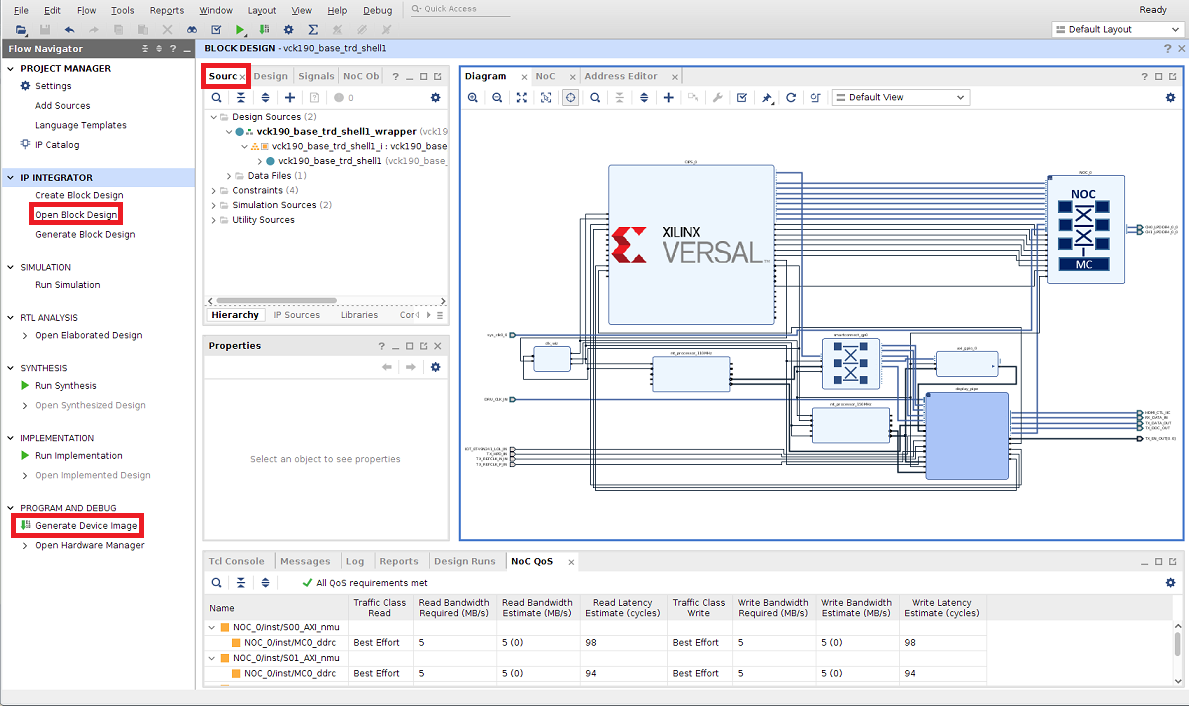 File Edit Flow Tools Reports Window Layout View Help Debug Quick Access Ready
Default Layout
Flow Navigator
PROJECT MANAGER
Settings
Add Sources
Language Templates
IP Catalog
IP INTEGRATOR
Create Block Design
Open Block Design
Generate Block Design
SIMULATION
Run Simulation
RTL ANALYSIS
Open Elaborated Design
SYNTHESIS
Run Synthesis
Open Synthesized Design
IMPLEMENTATION
Run Implementation
Open Implemented Design
PROGRAM AND DEBUG
Generate Device Image
Open Hardware Manager
BLOCK DESIGN - vck190_base_trd_shell1
Sourc Design Signals NoC Ob
0
Design Sources (2)
vck190_base_trd_shell1_wrapper (vck19
vck190_base_trd_shell1_i : vck190_base
vck190_base_trd_shell1 (vck190_base_
Data Files (1)
Constraints (4)
Simulation Sources (2)
Utility Sources
Hierarchy IP Sources Libraries Co
Properties
Select an object to see properties
Diagram NoC Address Editor
Default View
CIPS_0
XILINX
VERSAL
NOC_0
NOC
MC
smartconnect_gp0
axi_gpio_0
display_pipe
Tcl Console Messages Log Reports Design Runs NoC QoS
All QoS requirements met
Name Traffic Class Read Read Bandwidth Required (MB/s) Read Bandwidth Estimate (MB/s) Read Latency Estimate (cycles) Traffic Class Write Write Bandwidth Required (MB/s) Write Bandwidth Estimate (MB/s) Write Latency Estimate (cycles)
NOC_0/inst/S00_AXI_nmu
NOC_0/inst/MC0_ddrc Best Effort 5 5 (0) 98 Best Effort 5 5 (0) 98
NOC_0/inst/S01_AXI_nmu
NOC_0/inst/MC0_ddrc Best Effort 5 5 (0) 94 Best Effort 5 5 (0) 94